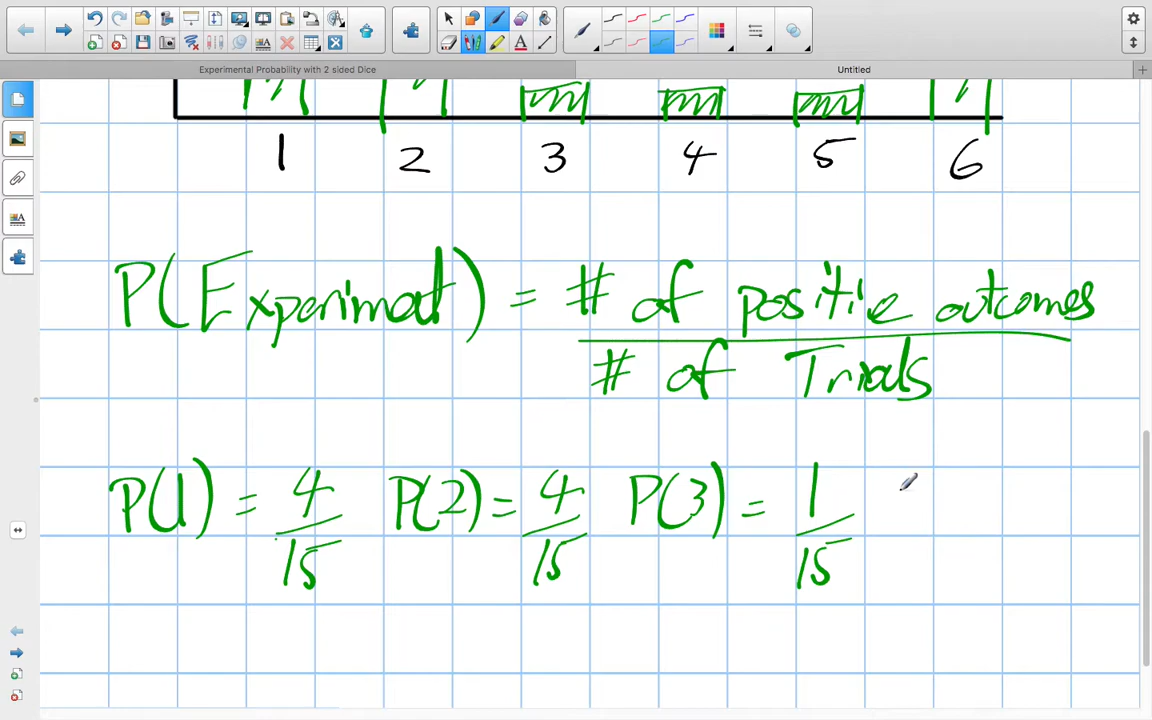 Experimental Probability with 2 sided Dice
Untitled
1 2 3 4 5 6
P(Experiment) = # of positive outcomes
# of Trials
P(1) = 4/15 P(2) = 4/15 P(3) = 1/15